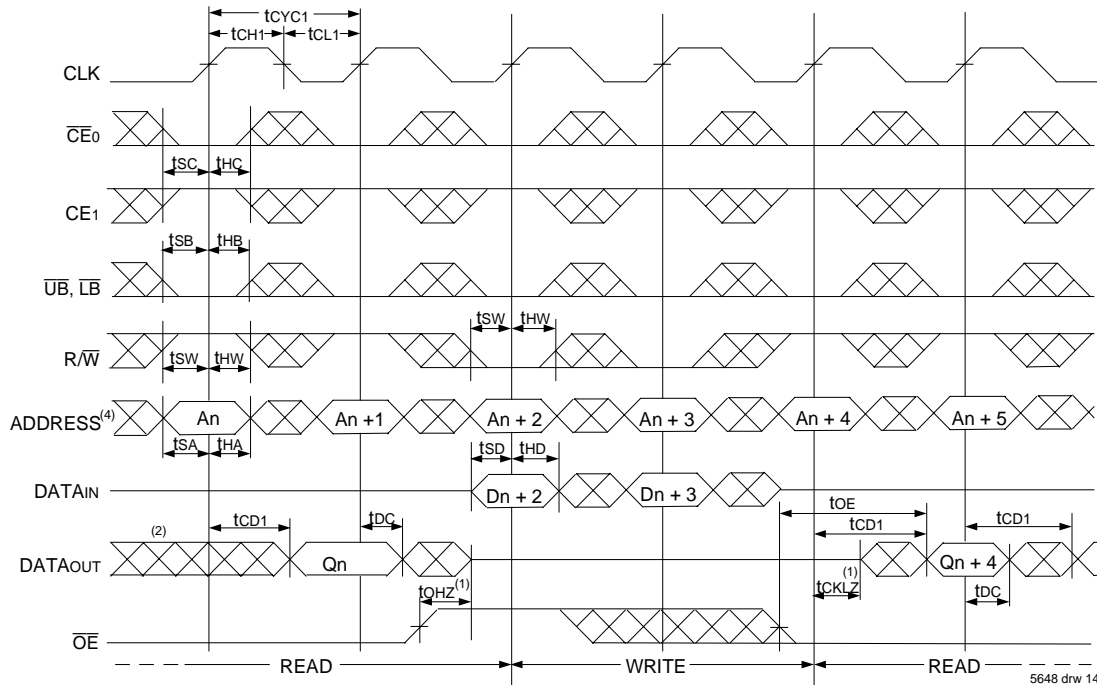 tCYC1
tCH1 tCL1
CLK
CE0
tSC tHC
CE1
tSB tHB
UB, LB
tSW tHW
R/W
tSW tHW
ADDRESS(4) An An +1 An + 2 An + 3 An + 4 An + 5
tSA tHA tSD tHD
DATAIN Dn + 2 Dn + 3
tOE
(2) tCD1 tDC tCD1 tCD1
DATAOUT Qn Qn + 4
tOHZ(1) tCKLZ(1) tDC
OE
READ WRITE READ
5648 drw 14